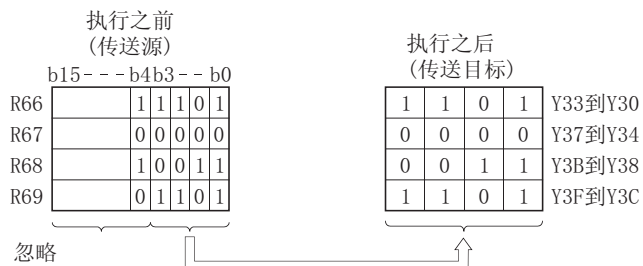 执行之前
(传送源)
执行之后
(传送目标)
b15---b4b3--b0
R66 1 1 1 0 1 1 1 0 1 Y33到Y30
R67 0 0 0 0 0 0 0 0 0 Y37到Y34
R68 1 0 0 1 1 0 0 1 1 Y3B到Y38
R69 0 1 1 0 1 1 1 0 1 Y3F到Y3C
忽略